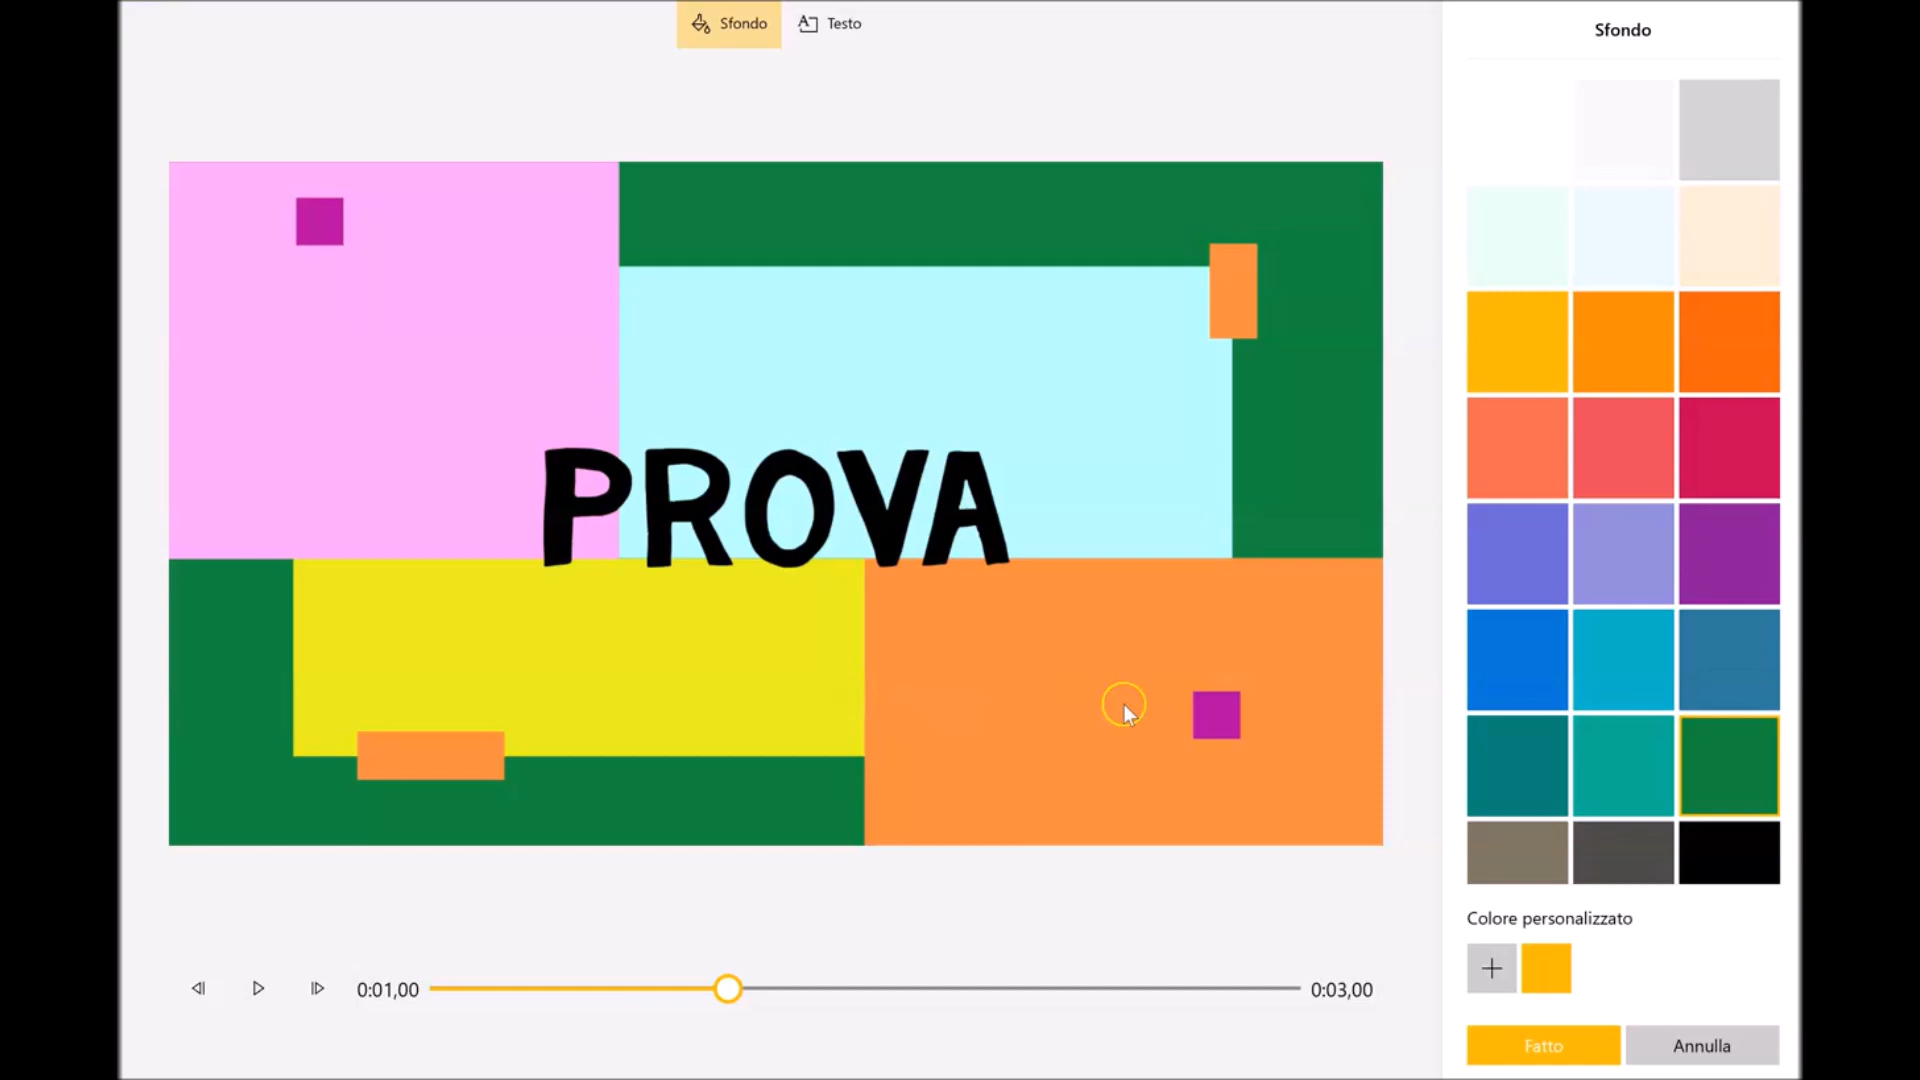 Sfondo
Testo
Sfondo
PROVA
Colore personalizzato
0:01,00
0:03,00
Fatto
Annulla